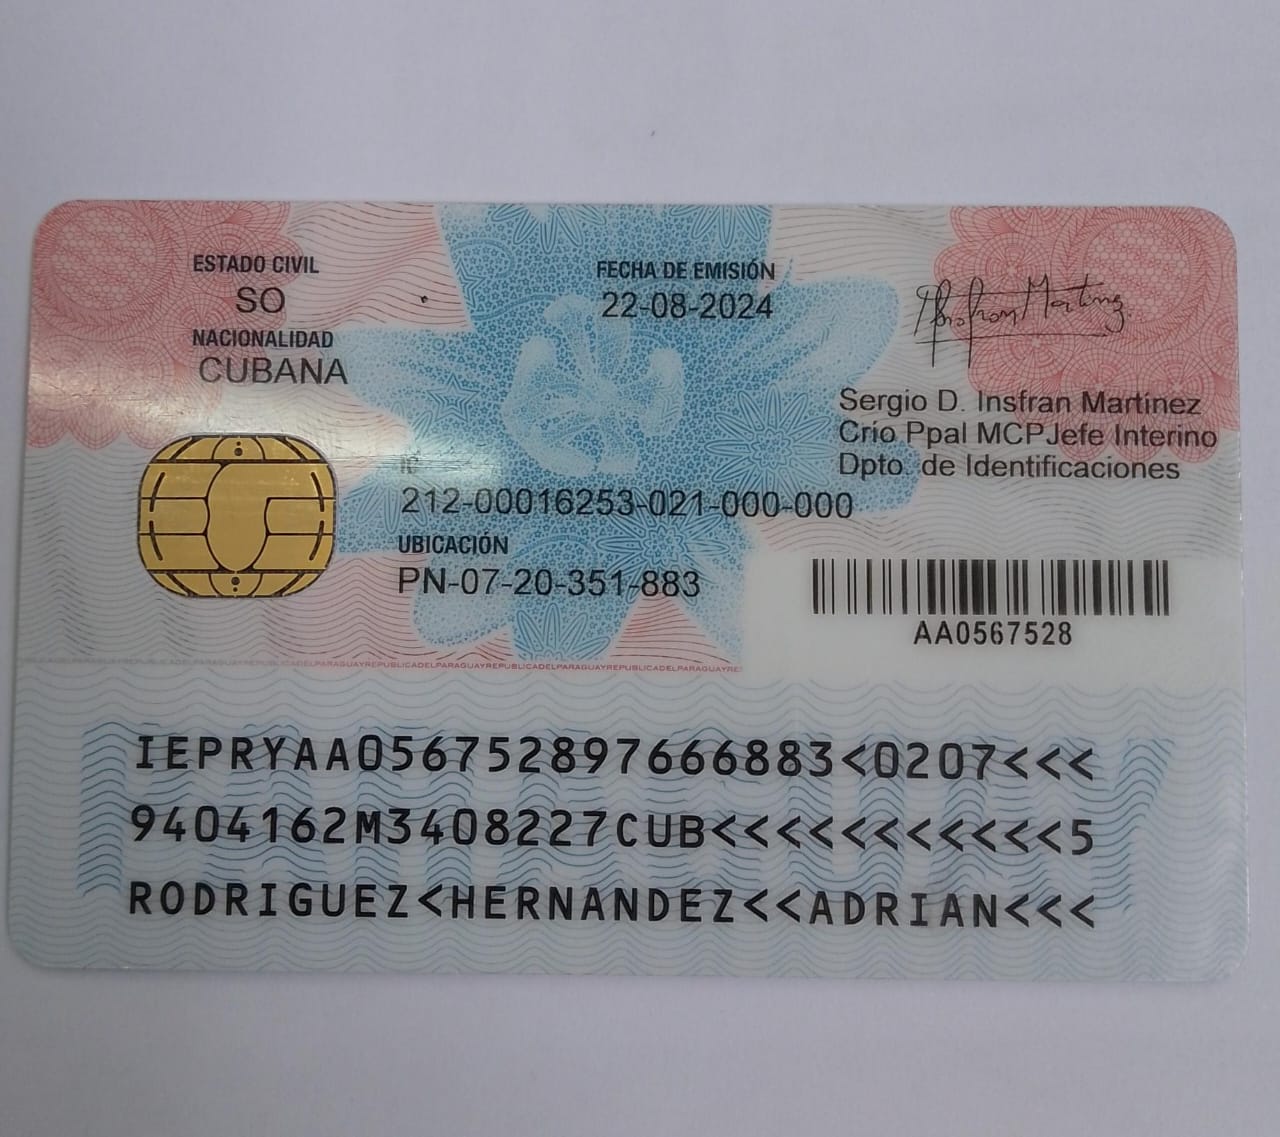 ESTADO CIVIL
SO
NACIONALIDAD
CUBANA
FECHA DE EMISIÓN
22-08-2024
Sergio D. Insfran Martinez
Crio Ppal MCPJefe Interino
Dpto. de Identificaciones
IC
212-00016253-021-000-000
UBICACIÓN
PN-07-20-351-883
AA0567528
REPUBLICADELPARAGUAYREPUBLICADELPARAGUAYREPUBLICADELPARAGUAY
IEPRYAA056752897666883<0207<<<
9404162M3408227CUB<<<<<<<<<<<5
RODRIGUEZ<HERNANDEZ<<ADRIAN<<<